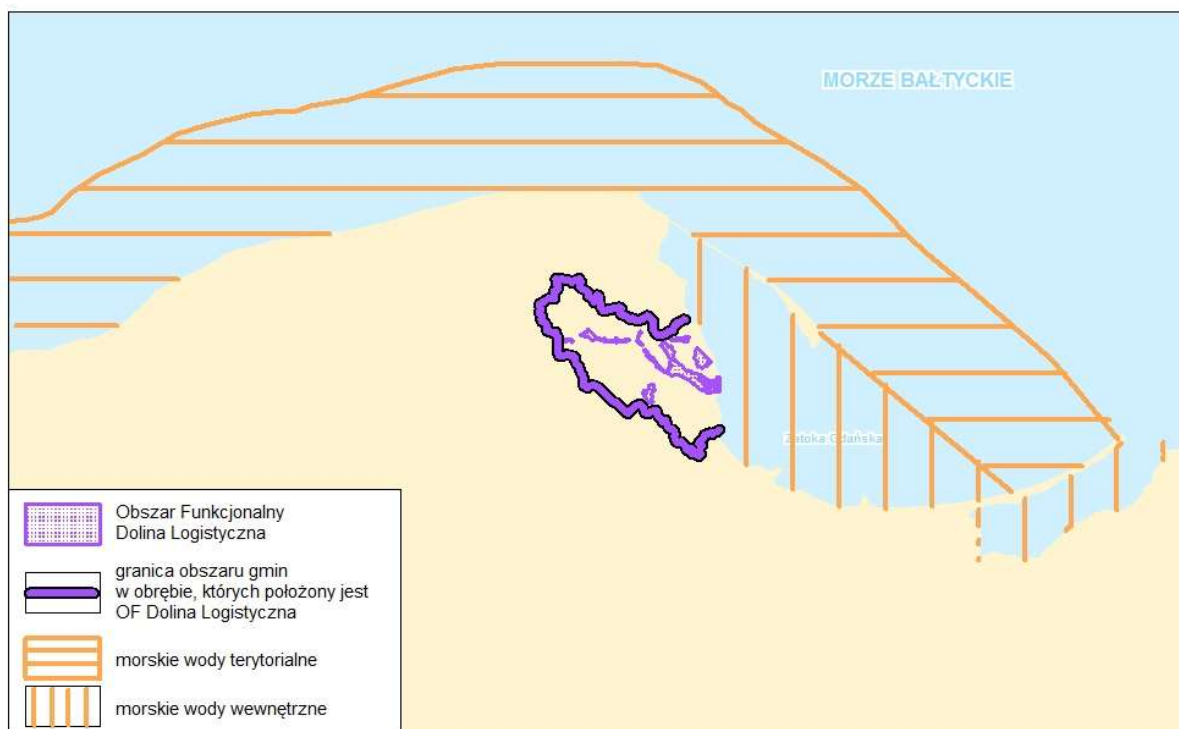 MORZE BAŁTYCKIE
Zatoka Gdańska
Obszar Funkcjonalny
Dolina Logistyczna
granica obszaru gmin
w obrębie, których położony jest
OF Dolina Logistyczna
morskie wody terytorialne
morskie wody wewnętrzne